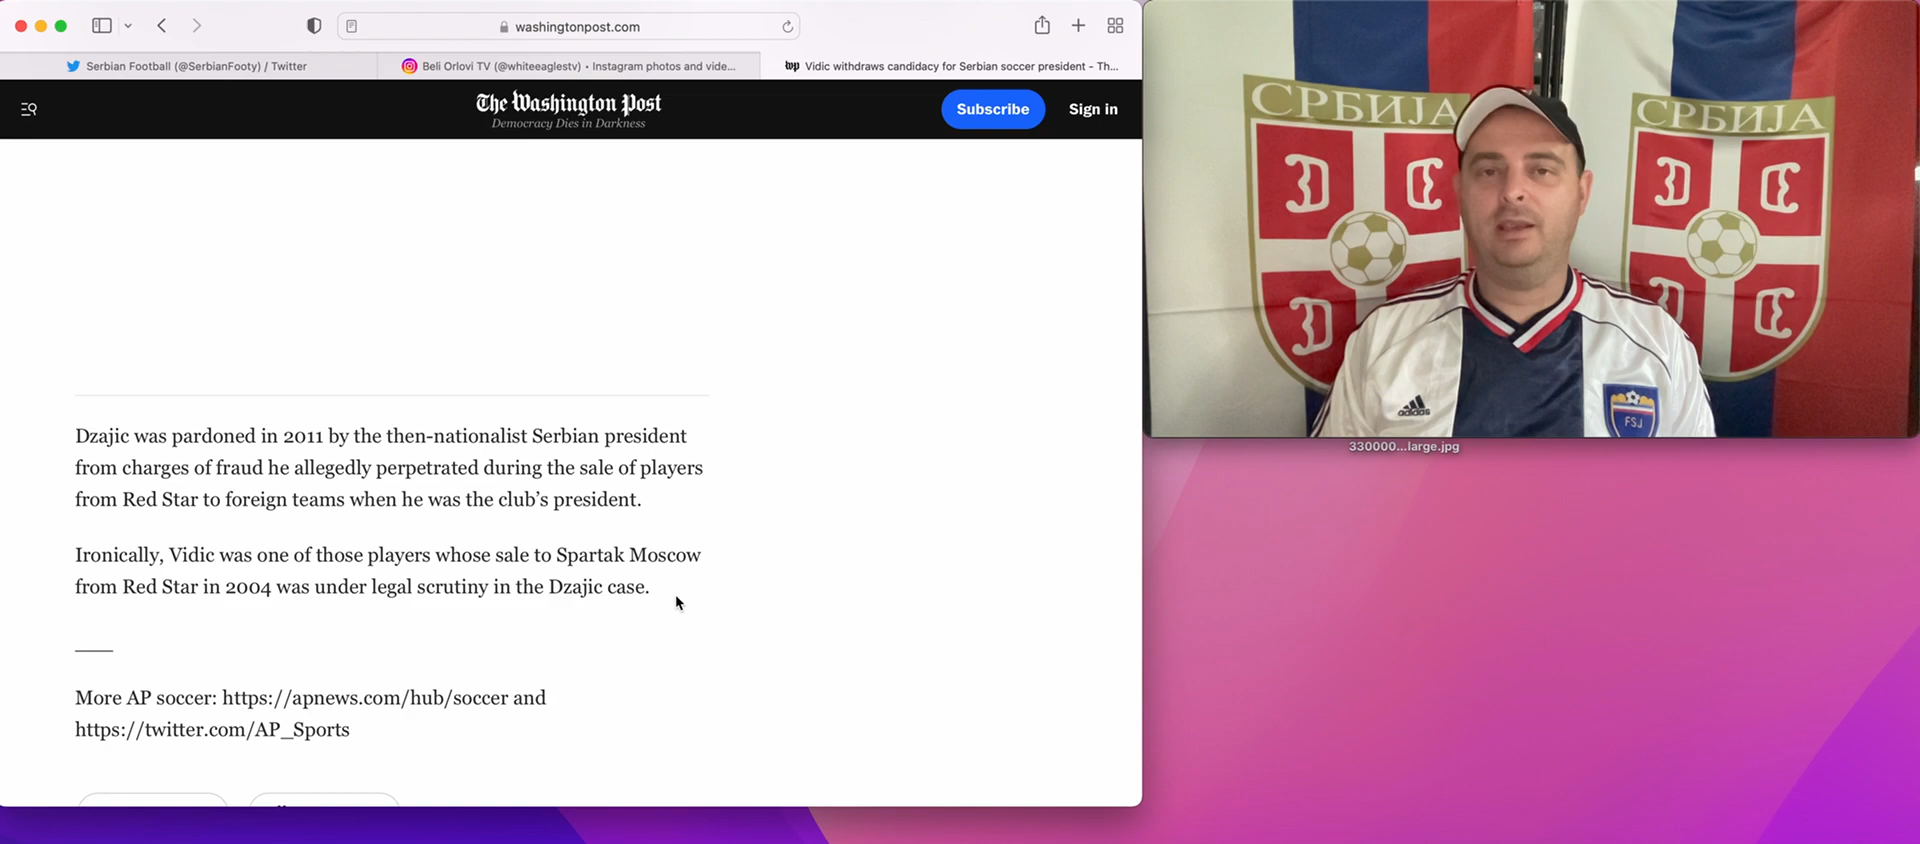 washingtonpost.com
Serbian Football (@SerbianFooty) / Twitter
Beli Orlovi TV (@whiteeaglestv) • Instagram photos and vide...
wp Vidic withdraws candidacy for Serbian soccer president - Th...
The Washington Post
Democracy Dies in Darkness
Subscribe
Sign in
Dzajic was pardoned in 2011 by the then-nationalist Serbian president
from charges of fraud he allegedly perpetrated during the sale of players
from Red Star to foreign teams when he was the club’s president.
Ironically, Vidic was one of those players whose sale to Spartak Moscow
from Red Star in 2004 was under legal scrutiny in the Dzajic case.
More AP soccer: https://apnews.com/hub/soccer and
https://twitter.com/AP_Sports
СРБИЈА
СРБИЈА
adidas
FSJ
330000...large.jpg